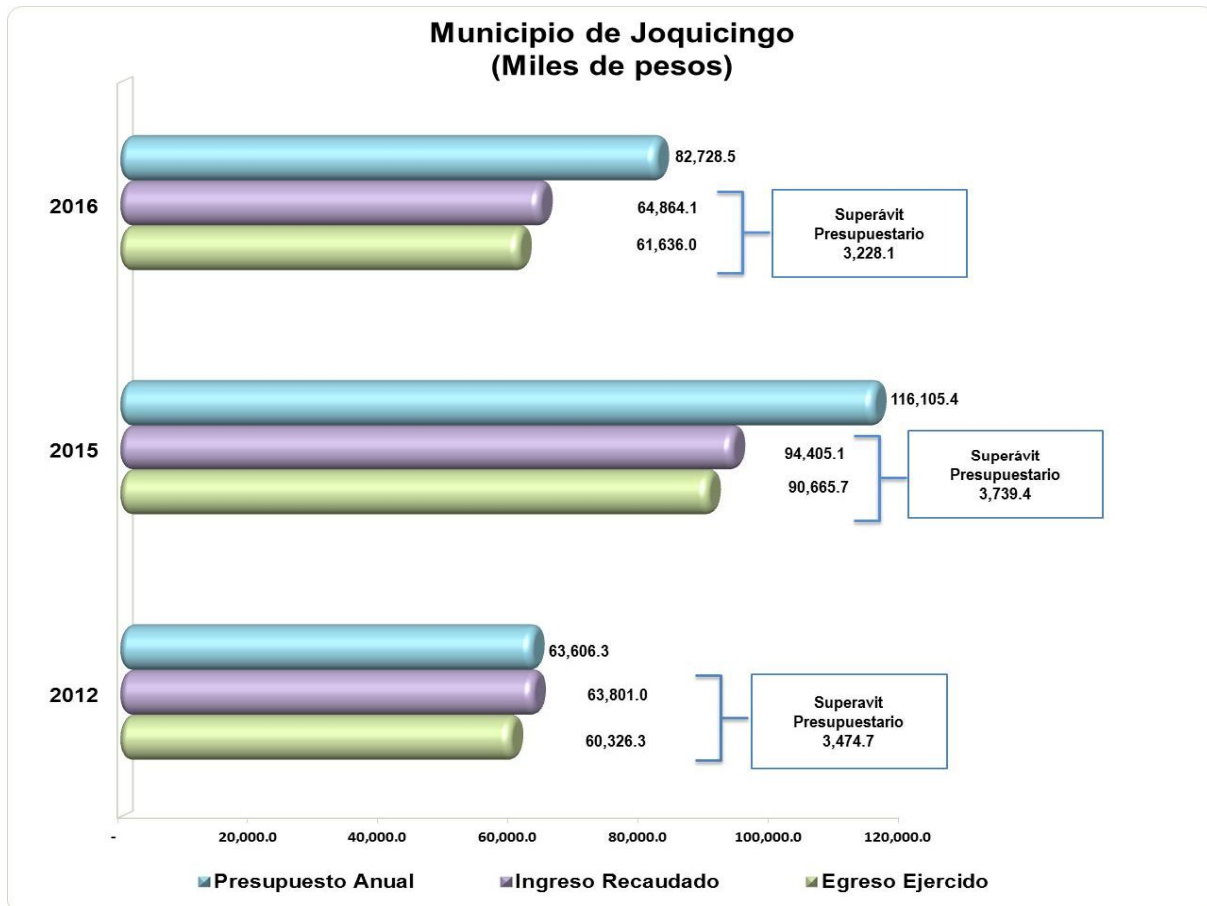 Municipio de Joquicingo
(Miles de pesos)
2016
82,728.5
64,864.1
61,636.0
Superávit
Presupuestario
3,228.1
2015
116,105.4
94,405.1
90,665.7
Superávit
Presupuestario
3,739.4
2012
63,606.3
63,801.0
60,326.3
Superavit
Presupuestario
3,474.7
- 20,000.0 40,000.0 60,000.0 80,000.0 100,000.0 120,000.0
Presupuesto Anual Ingreso Recaudado Egreso Ejercido